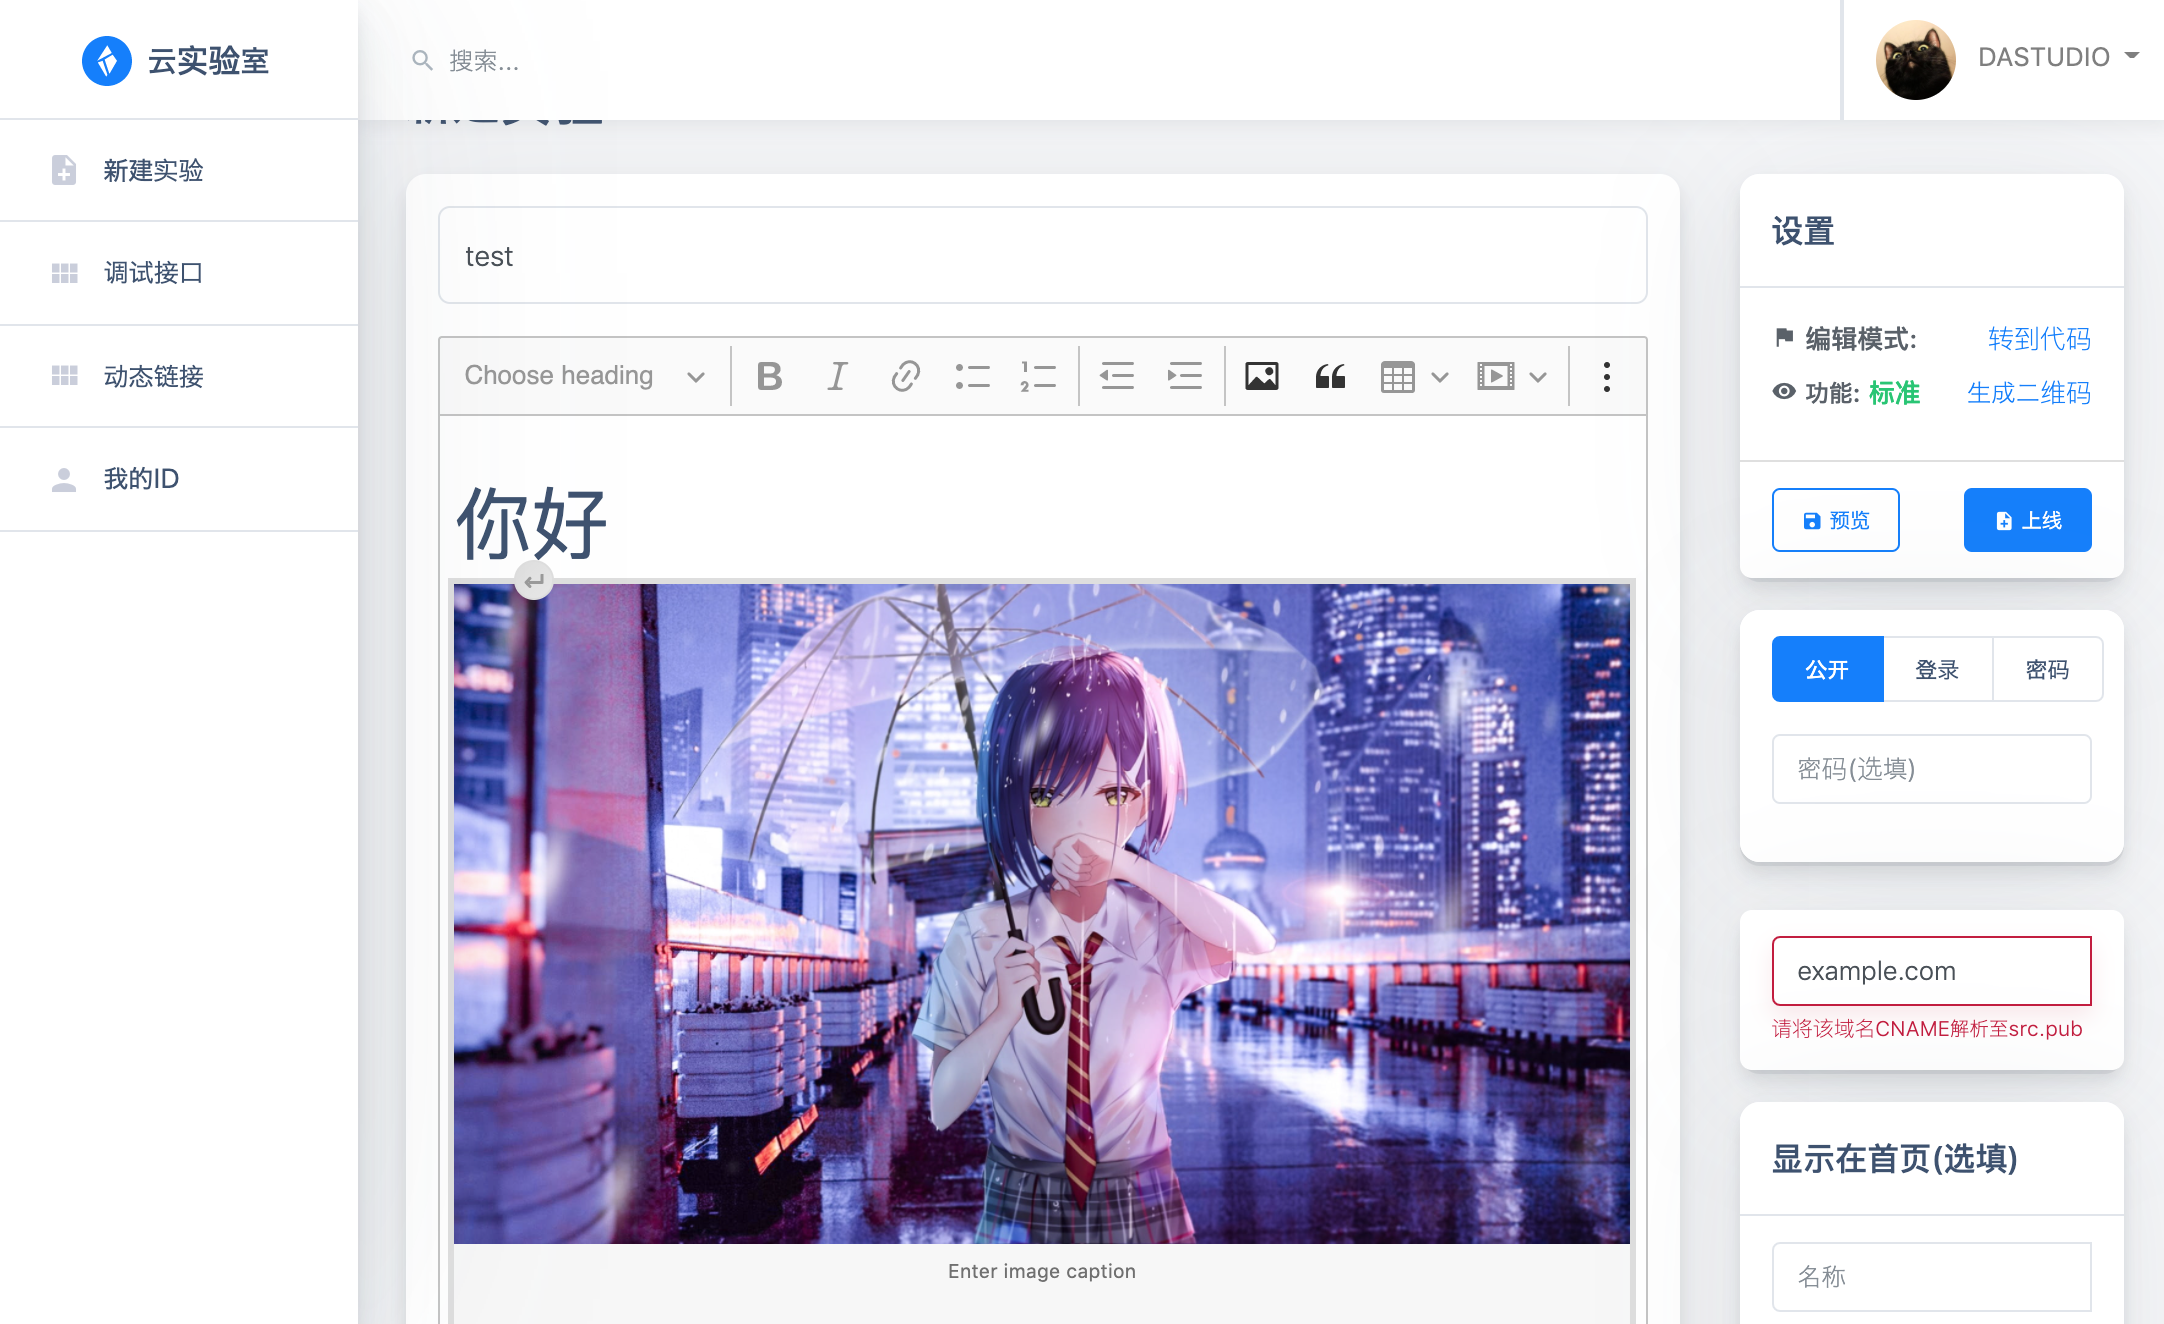 云实验室
搜索...
DASTUDIO
新建实验
新建实验
调试接口
动态链接
我的ID
test
Choose heading
你好
Enter image caption
设置
编辑模式: 转到代码
功能: 标准 生成二维码
预览 上线
公开 登录 密码
密码(选填)
example.com
请将该域名CNAME解析至src.pub
显示在首页(选填)
名称